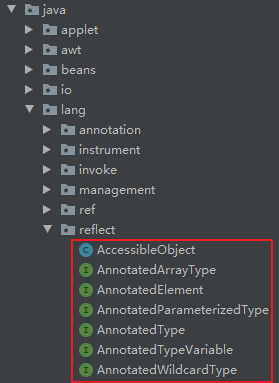 java
applet
awt
beans
io
lang
annotation
instrument
invoke
management
ref
reflect
C AccessibleObject
I AnnotatedArrayType
I AnnotatedElement
I AnnotatedParameterizedType
I AnnotatedType
I AnnotatedTypeVariable
I AnnotatedWildcardType